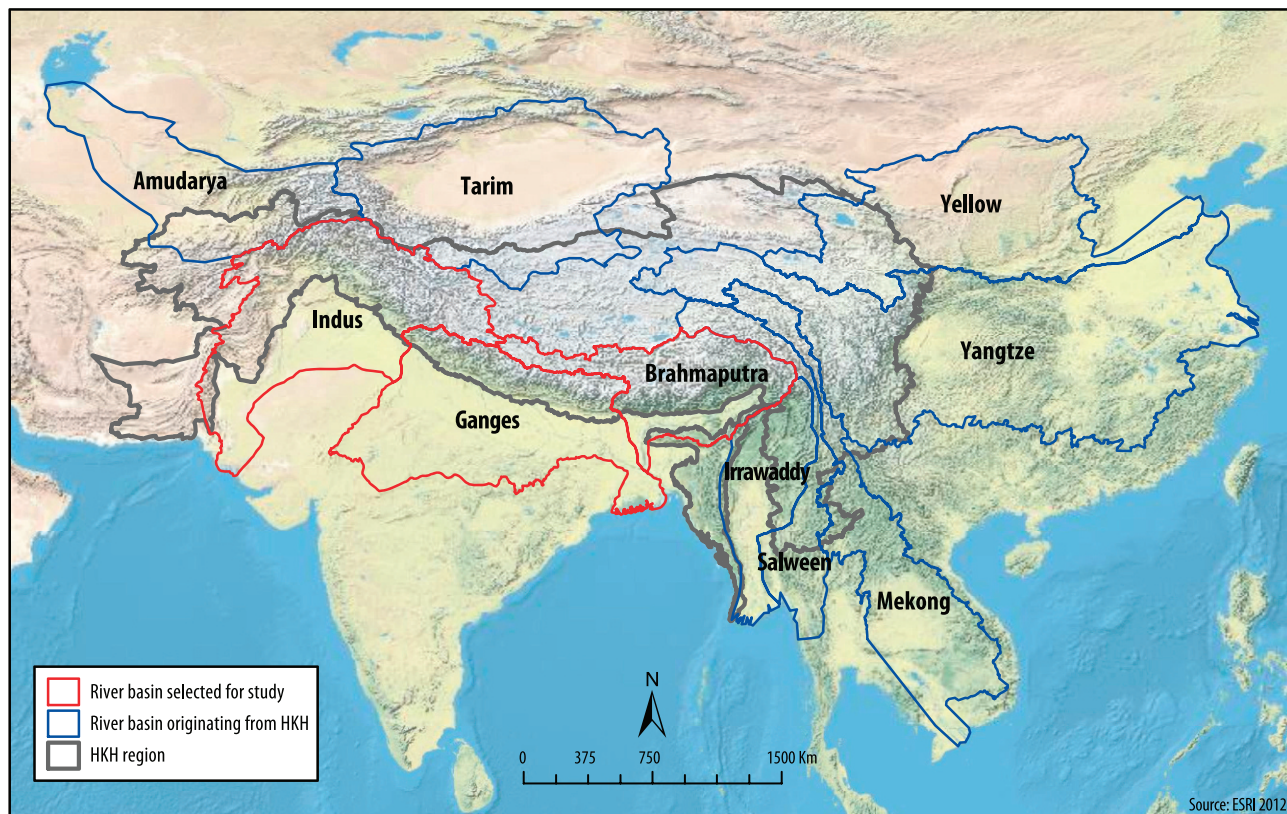 Amudarya
Tarim
Yellow
Indus
Yangtze
Brahmaputra
Ganges
Irrawaddy
Salween
Mekong
River basin selected for study
River basin originating from HKH
HKH region
N
0 375 750 1500 Km
Source: ESRI 2012